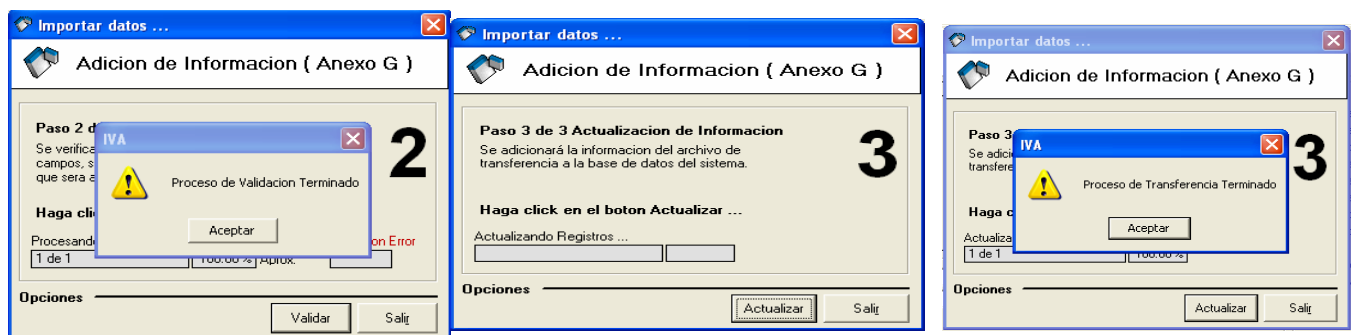 Importar datos ...
Adicion de Informacion ( Anexo G )
Paso 2 d
Se verifica
campos, s
que sera a
2
IVA
Proceso de Validacion Terminado
Aceptar
Haga cli
Procesand
on Error
1 de 1
100.00 %
Aprox.
Opciones
Validar
Salir
Importar datos ...
Adicion de Informacion ( Anexo G )
Paso 3 de 3 Actualizacion de Informacion
Se adicionará la informacion del archivo de
transferencia a la base de datos del sistema.
3
Haga click en el boton Actualizar ...
Actualizando Registros ...
Opciones
Actualizar
Salir
Importar datos ...
Adicion de Informacion ( Anexo G )
Paso 3
Se adici
transfere
3
IVA
Proceso de Transferencia Terminado
Aceptar
Haga c
Actualiza
1 de 1
100.00 %
Opciones
Actualizar
Salir